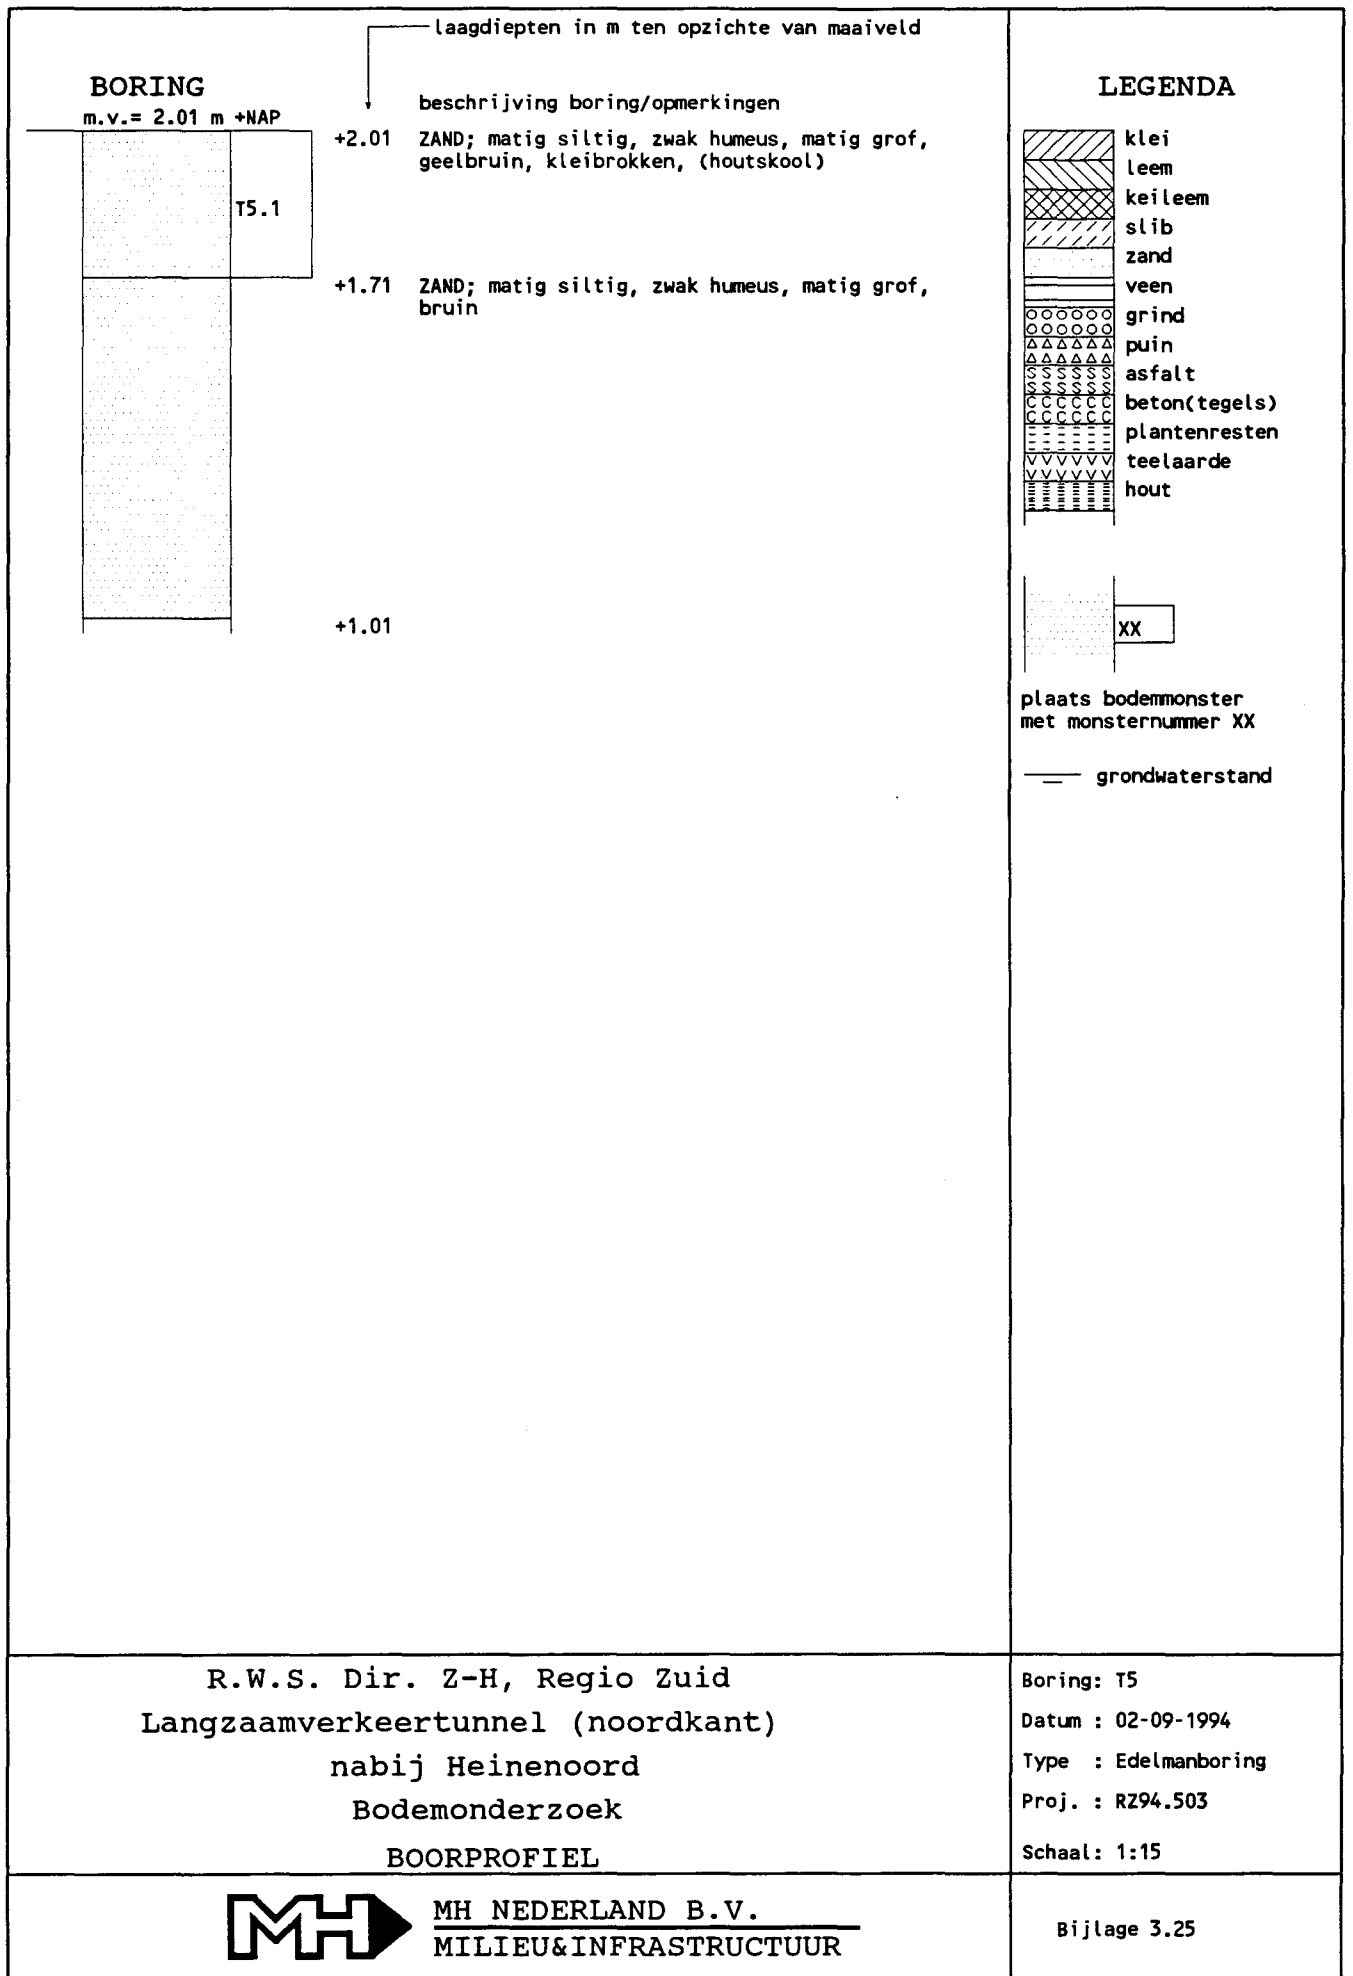 laagdiepten in m ten opzichte van maaiveld
BORING
m.v.= 2.01 m +NAP
beschrijving boring/opmerkingen
+2.01 ZAND; matig siltig, zwak humeus, matig grof,
geelbruin, kleibrokken, (houtskool)
T5.1
+1.71 ZAND; matig siltig, zwak humeus, matig grof,
bruin
+1.01
LEGENDA
klei
leem
keileem
slib
zand
veen
grind
puin
asfalt
beton(tegels)
plantenresten
teelaarde
hout
XX
plaats bodemmonster
met monsternummer XX
grondwaterstand
R.W.S. Dir. Z-H, Regio Zuid
Langzaamverkeertunnel (noordkant)
nabij Heinenoord
Bodemonderzoek
BOORPROFIEL
Boring: T5
Datum : 02-09-1994
Type : Edelmanboring
Proj. : RZ94.503
Schaal: 1:15
MH
MH NEDERLAND B.V.
MILIEU&INFRASTRUCTUUR
Bijlage 3.25